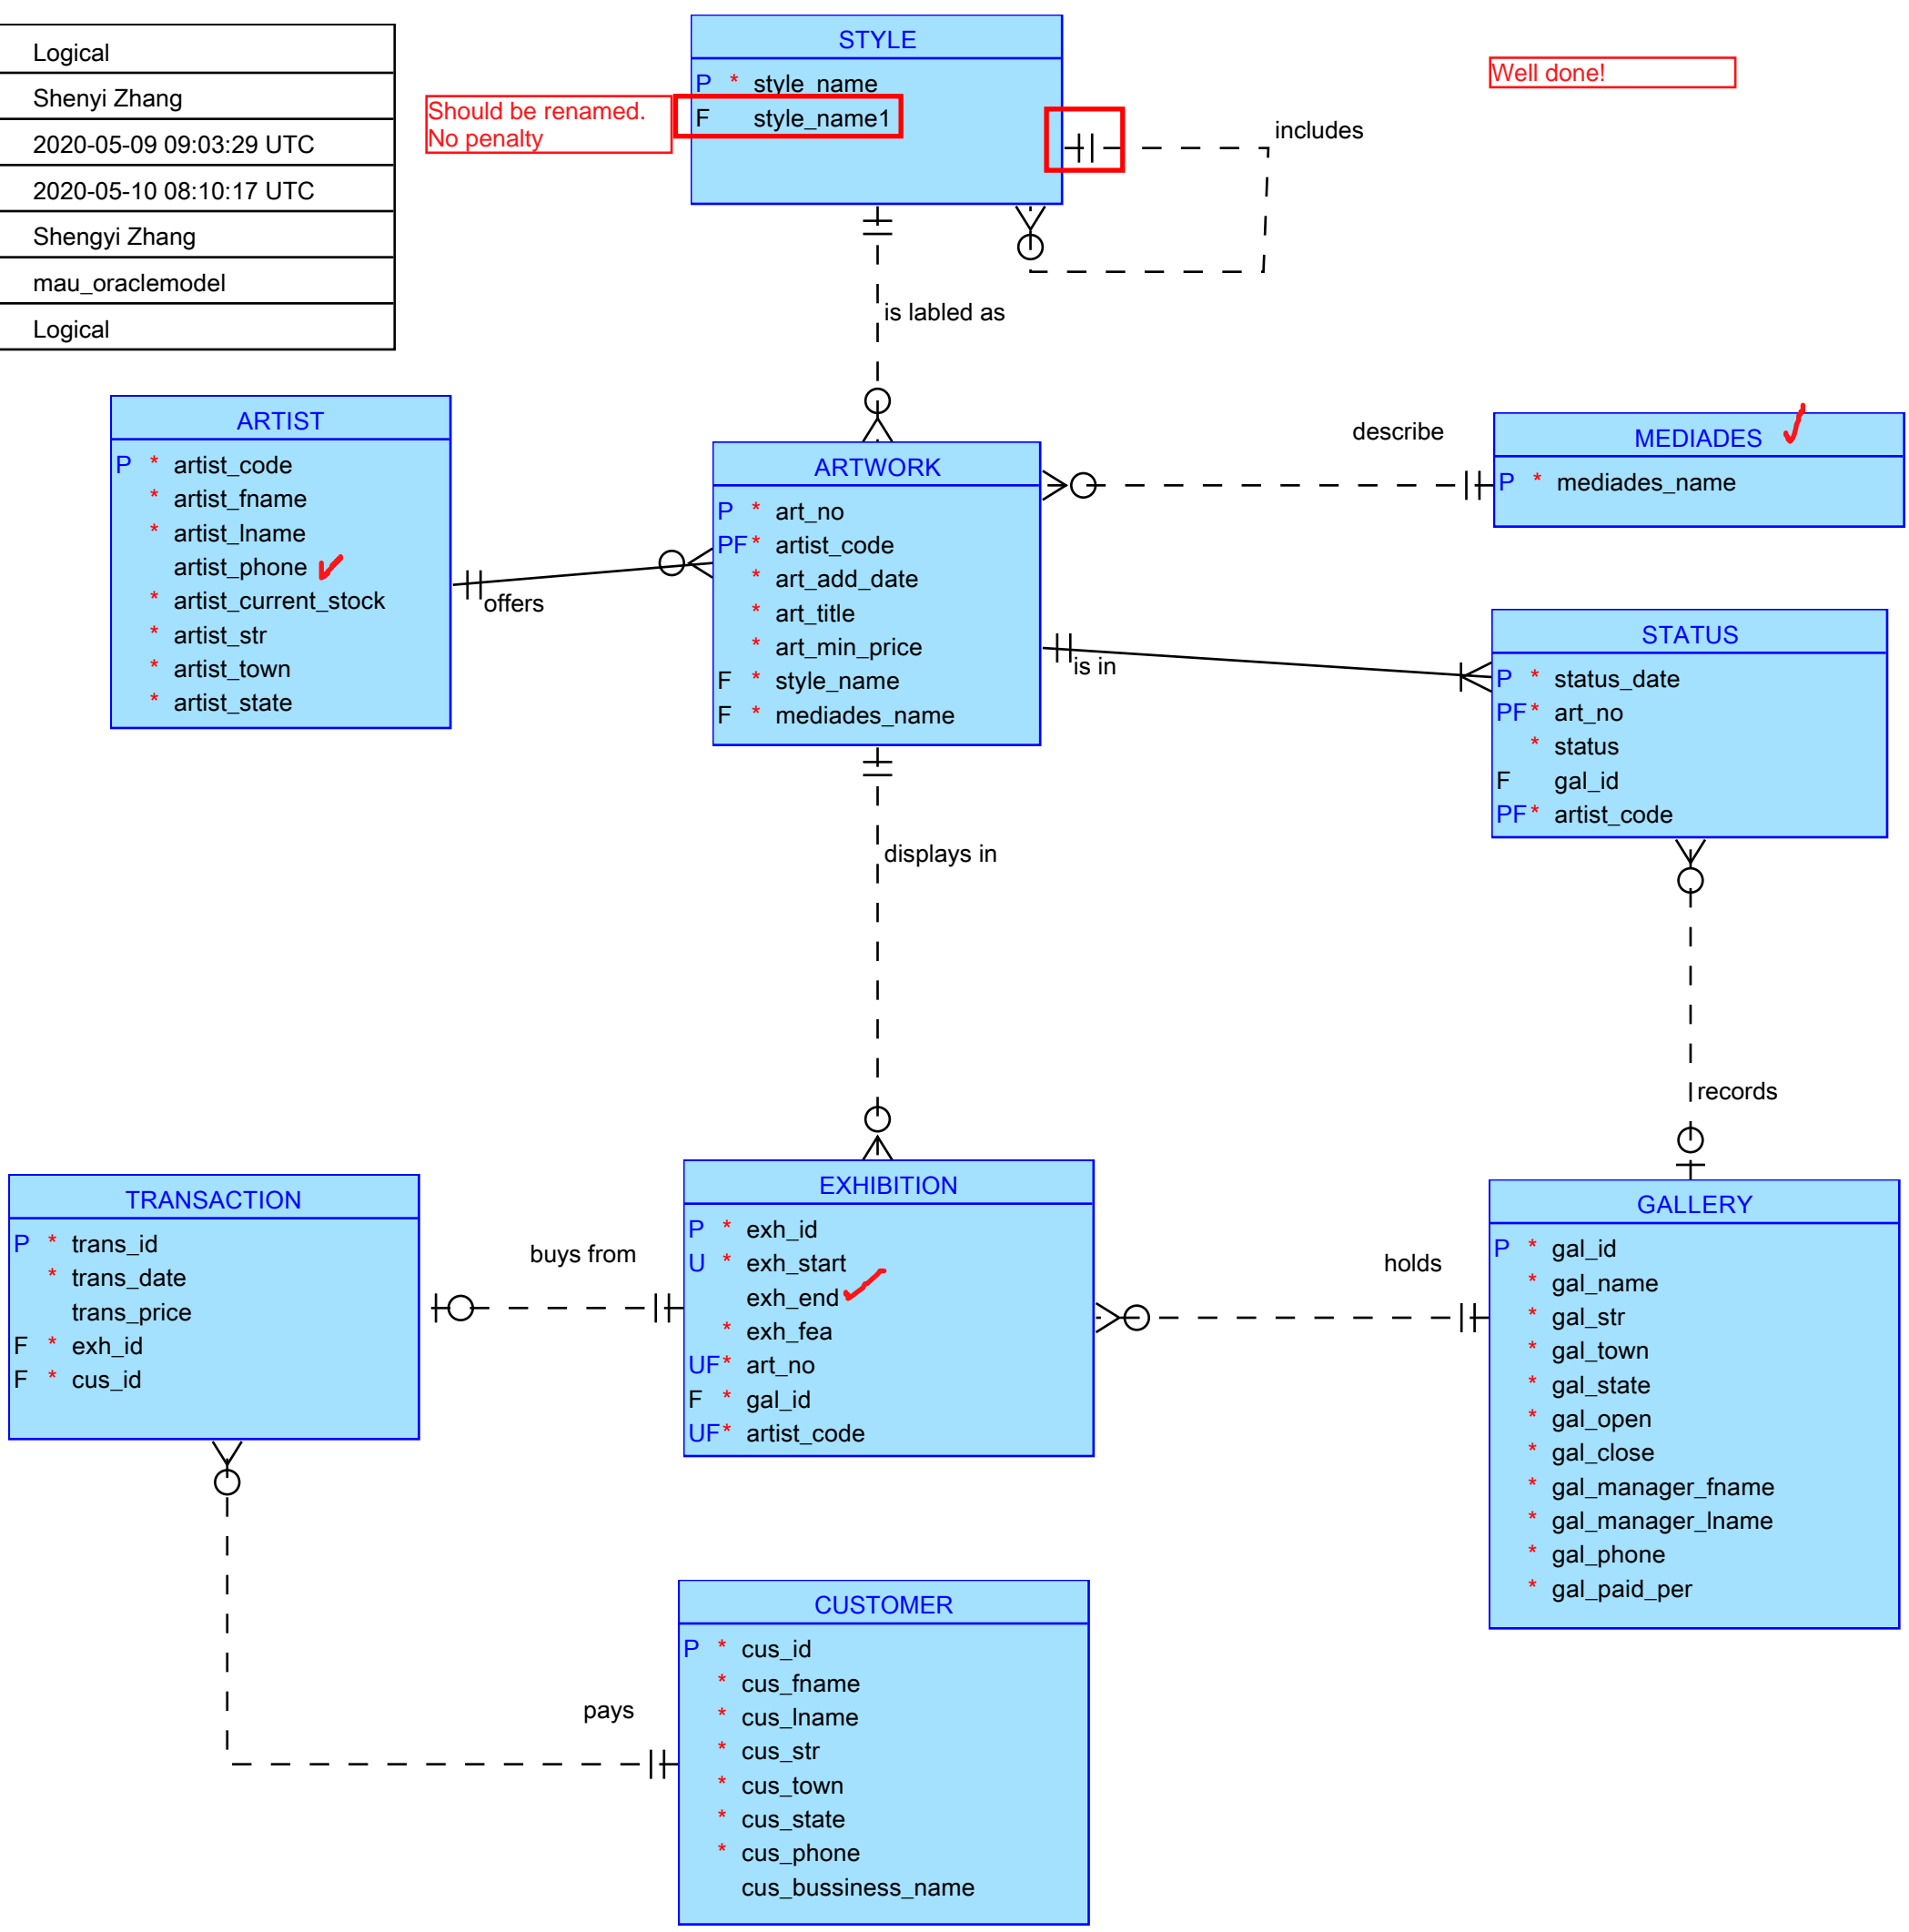 Logical
Shenyi Zhang
2020-05-09 09:03:29 UTC
2020-05-10 08:10:17 UTC
Shengyi Zhang
mau_oraclemodel
Logical
Should be renamed.
No penalty
STYLE
P * style_name
F style_name1
includes
Well done!
is labled as
ARTIST
P * artist_code
* artist_fname
* artist_lname
artist_phone
* artist_current_stock
* artist_str
* artist_town
* artist_state
offers
ARTWORK
P * art_no
PF * artist_code
* art_add_date
* art_title
* art_min_price
F * style_name
F * mediades_name
describe
MEDIADES
P * mediades_name
is in
STATUS
P * status_date
PF * art_no
* status
F gal_id
PF * artist_code
displays in
records
TRANSACTION
P * trans_id
* trans_date
trans_price
F * exh_id
F * cus_id
buys from
EXHIBITION
P * exh_id
U * exh_start
exh_end
* exh_fea
UF * art_no
F * gal_id
UF * artist_code
holds
GALLERY
P * gal_id
* gal_name
* gal_str
* gal_town
* gal_state
* gal_open
* gal_close
* gal_manager_fname
* gal_manager_lname
* gal_phone
* gal_paid_per
pays
CUSTOMER
P * cus_id
* cus_fname
* cus_lname
* cus_str
* cus_town
* cus_state
* cus_phone
cus_bussiness_name